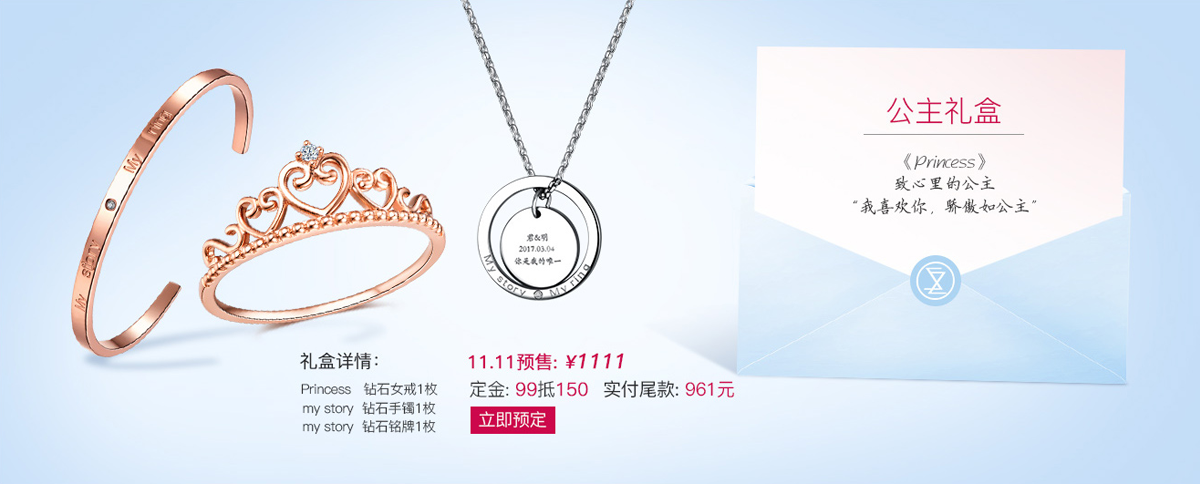 My story
My ring
君&明
2017.03.04
你是我的唯一
My story My ring
公主礼盒
《Princess》
致心里的公主
“我喜欢你，骄傲如公主”
礼盒详情：
Princess 钻石女戒1枚
my story 钻石手镯1枚
my story 钻石铭牌1枚
11.11预售: ¥1111
定金: 99抵150 实付尾款: 961元
立即预定